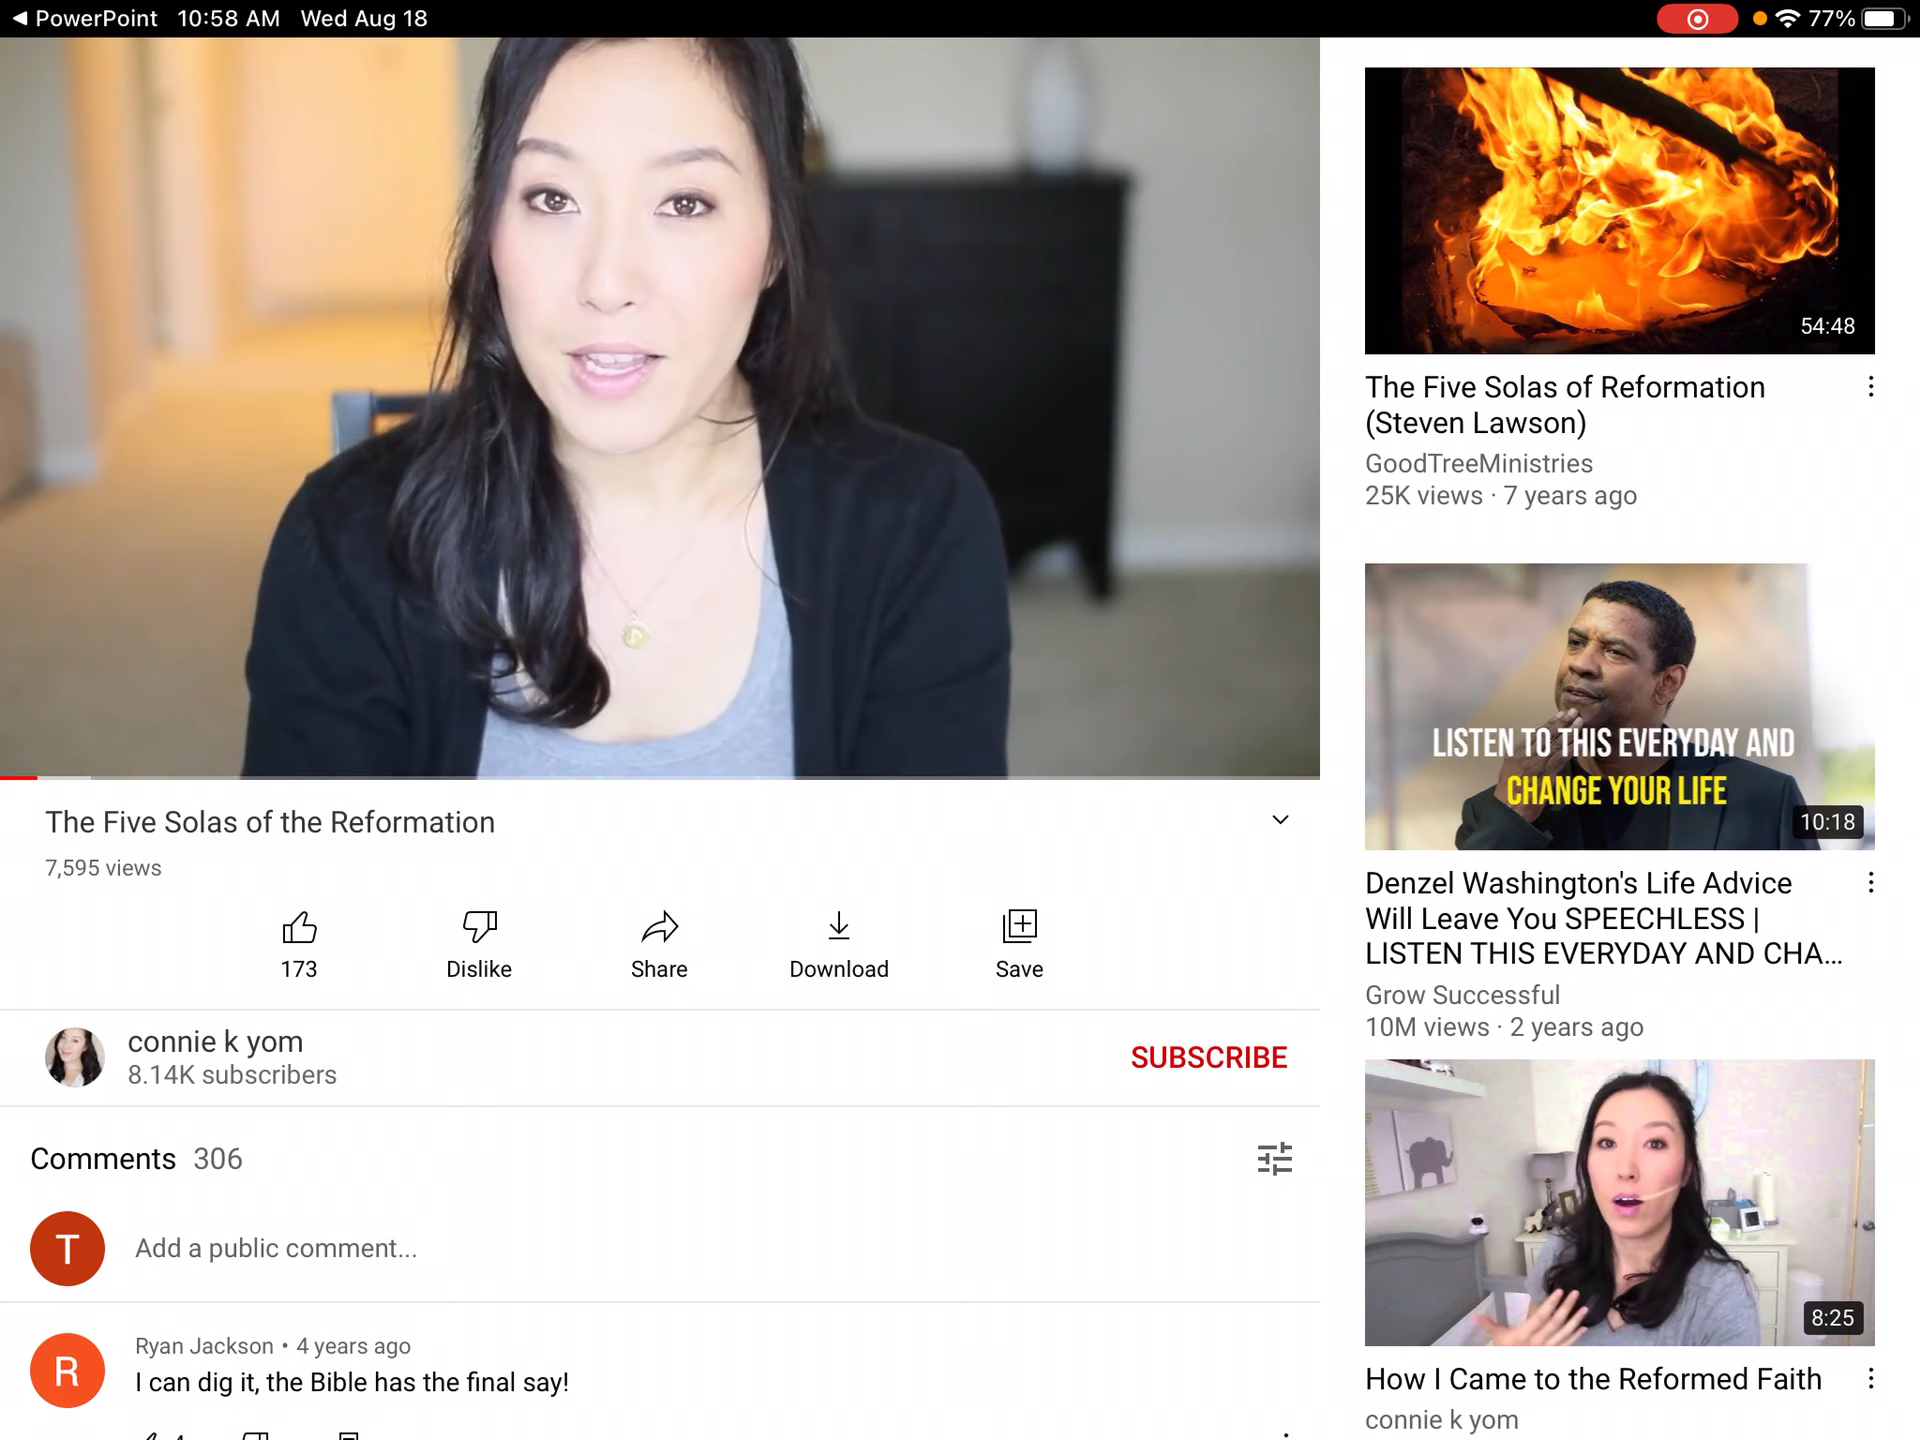 PowerPoint 10:58 AM Wed Aug 18
77%
The Five Solas of the Reformation
7,595 views
173
Dislike
Share
Download
Save
connie k yom
8.14K subscribers
SUBSCRIBE
Comments 306
T
Add a public comment...
R
Ryan Jackson • 4 years ago
I can dig it, the Bible has the final say!
54:48
The Five Solas of Reformation
(Steven Lawson)
GoodTreeMinistries
25K views · 7 years ago
LISTEN TO THIS EVERYDAY AND
CHANGE YOUR LIFE
10:18
Denzel Washington's Life Advice
Will Leave You SPEECHLESS |
LISTEN THIS EVERYDAY AND CHA...
Grow Successful
10M views · 2 years ago
8:25
How I Came to the Reformed Faith
connie k yom